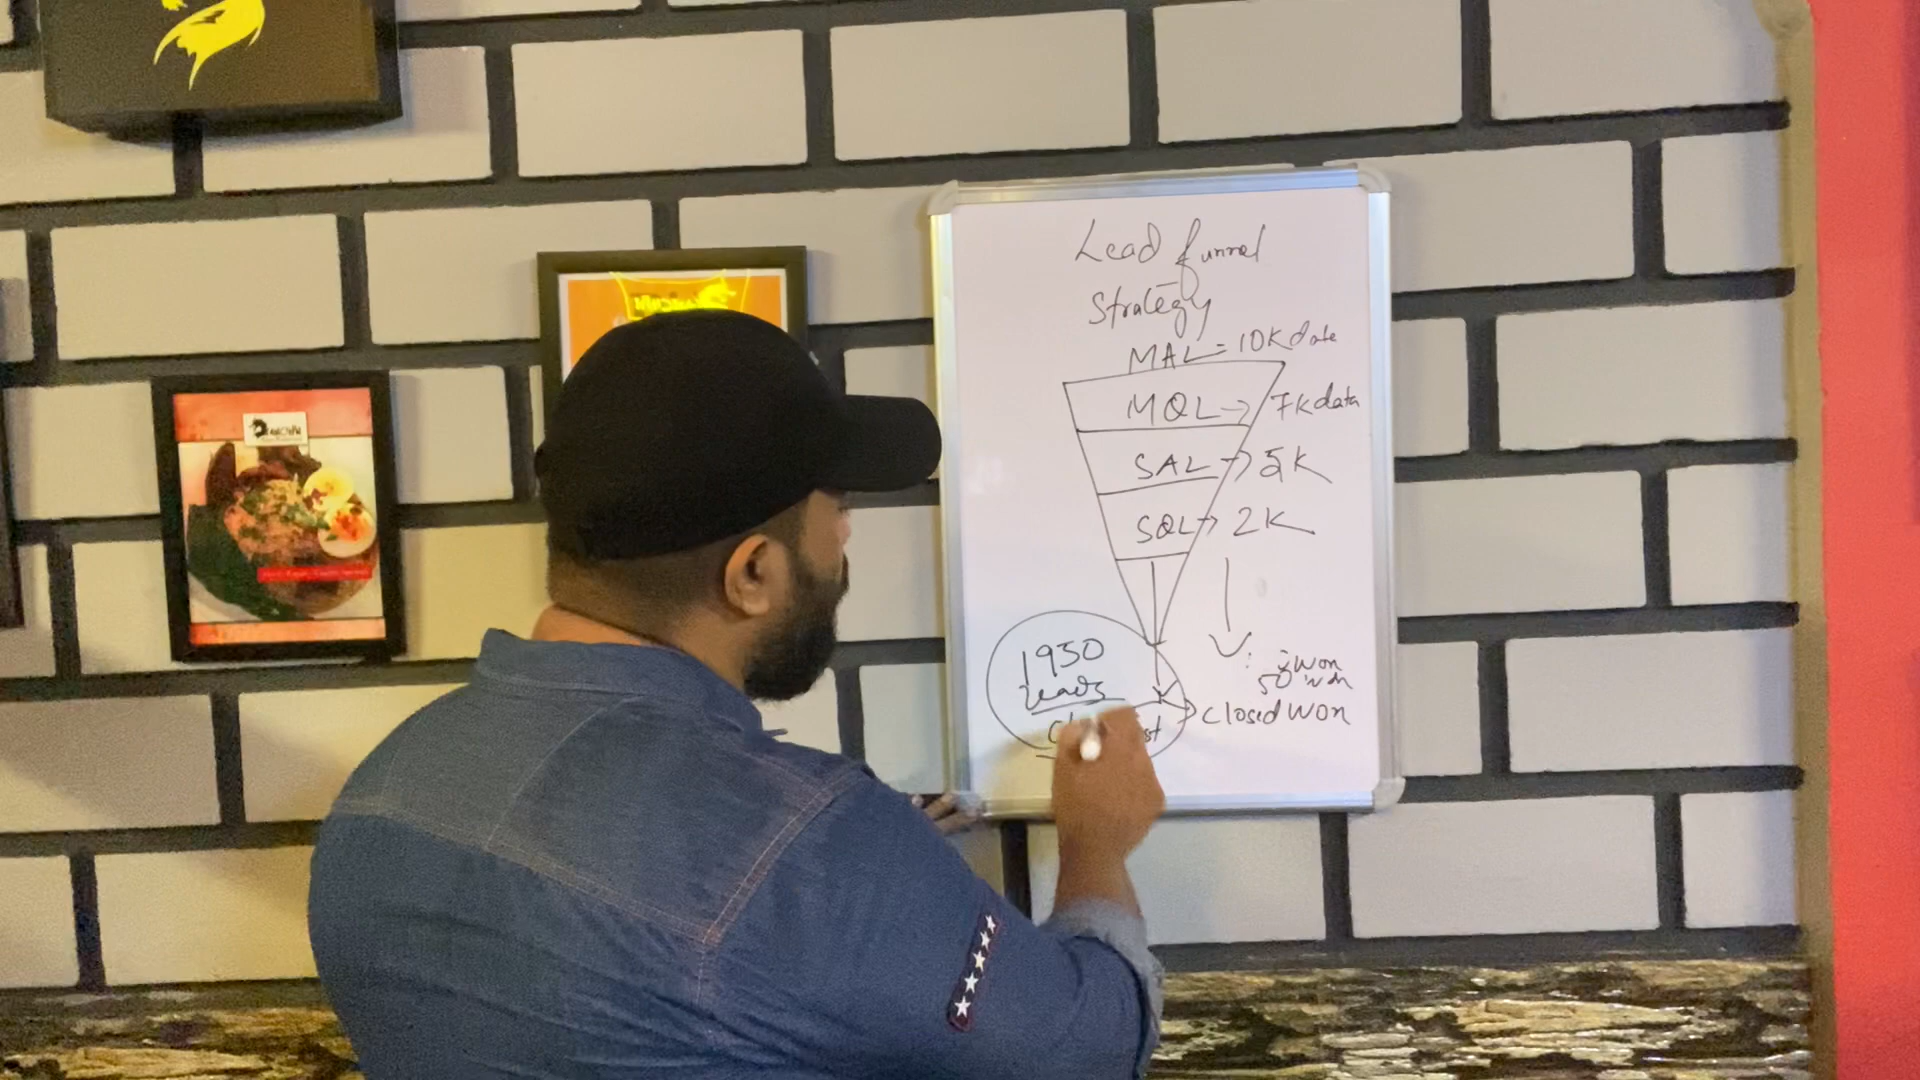 Lead funnel
Strategy
MAL = 10K data
MQL → 7K data
SAL → 5K
SQL → 2K
1950
Leads
50 won
Closed Won